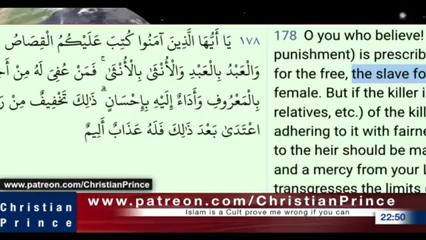 ١٧٨ يَا أَيُّهَا الَّذِينَ آمَنُوا كُتِبَ عَلَيْكُمُ الْقِصَاصُ
وَالْعَبْدُ بِالْعَبْدِ وَالْأُنثَىٰ بِالْأُنثَىٰ ۚ فَمَنْ عُفِيَ لَهُ مِنْ
بِالْمَعْرُوفِ وَأَدَاءٌ إِلَيْهِ بِإِحْسَانٍ ۗ ذَٰلِكَ تَخْفِيفٌ مِنْ
اعْتَدَىٰ بَعْدَ ذَٰلِكَ فَلَهُ عَذَابٌ أَلِيمٌ
178 O you who believe!
punishment) is prescrib
for the free, the slave fo
female. But if the killer i
relatives, etc.) of the kil
adhering to it with fairne
to the heir should be ma
and a mercy from your L
transgresses the limits (
www.patreon.com/ChristianPrince
Christian
Prince
www.patreon.com/ChristianPrince
Islam is a Cult prove me wrong if you can
22:50